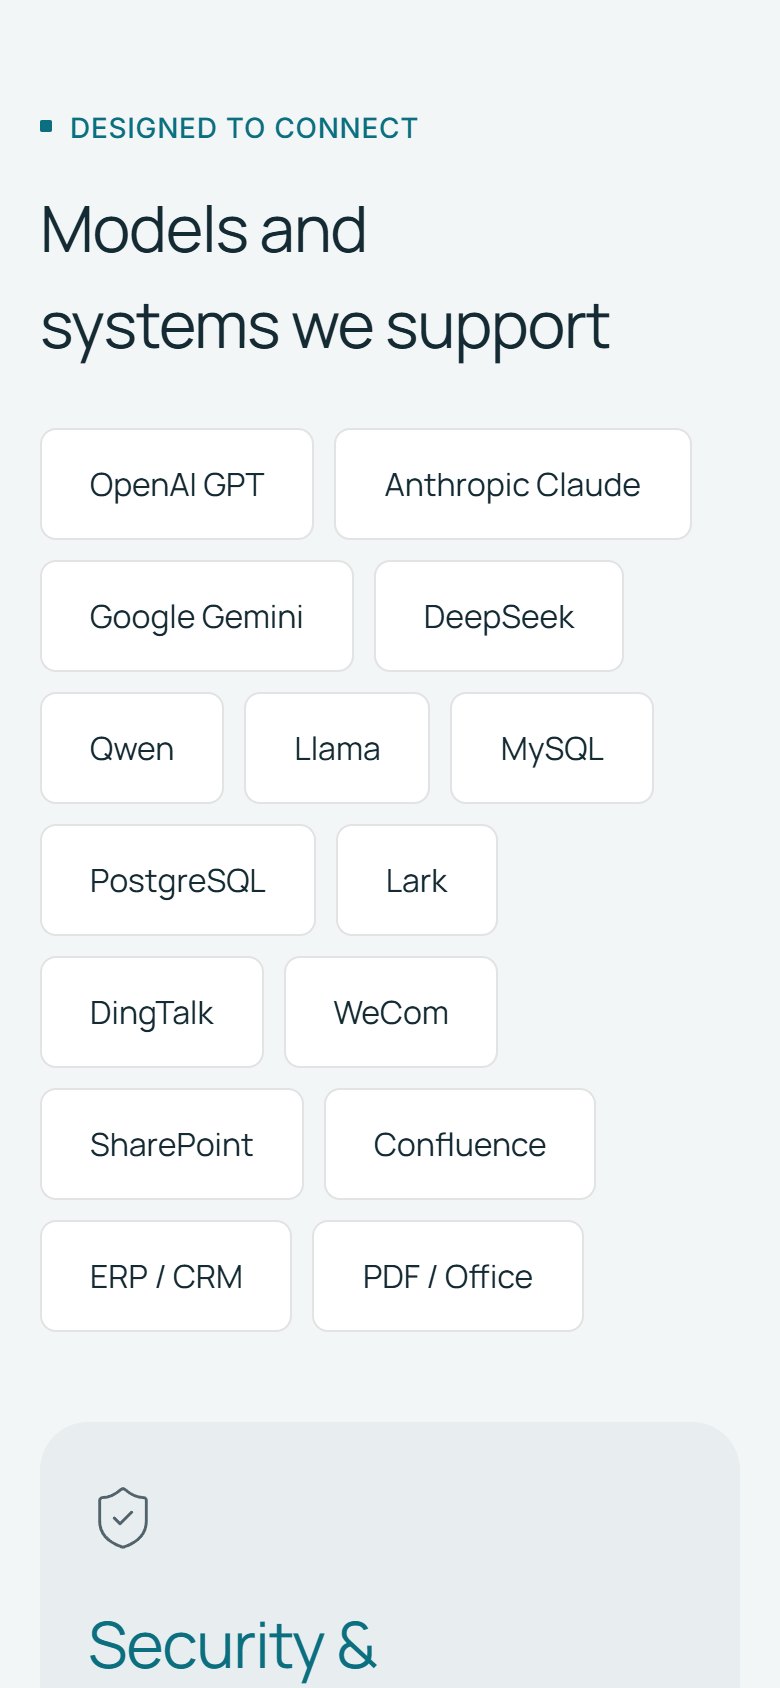 DESIGNED TO CONNECT
Models and
systems we support
OpenAI GPT
Anthropic Claude
Google Gemini
DeepSeek
Qwen
Llama
MySQL
PostgreSQL
Lark
DingTalk
WeCom
SharePoint
Confluence
ERP / CRM
PDF / Office
Security &